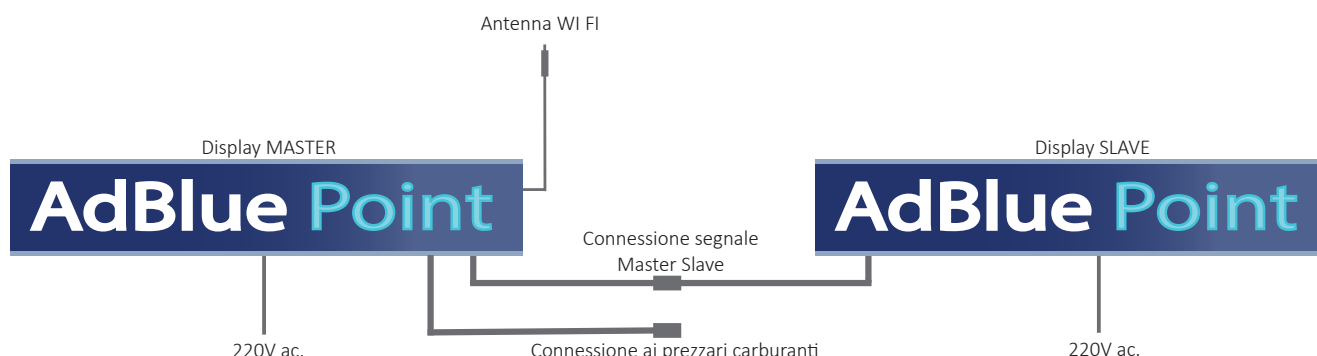 Antenna WI FI
Display MASTER
Display SLAVE
AdBlue Point
AdBlue Point
Connessione segnale
Master Slave
220V ac.
Connessione ai prezzari carburanti
220V ac.